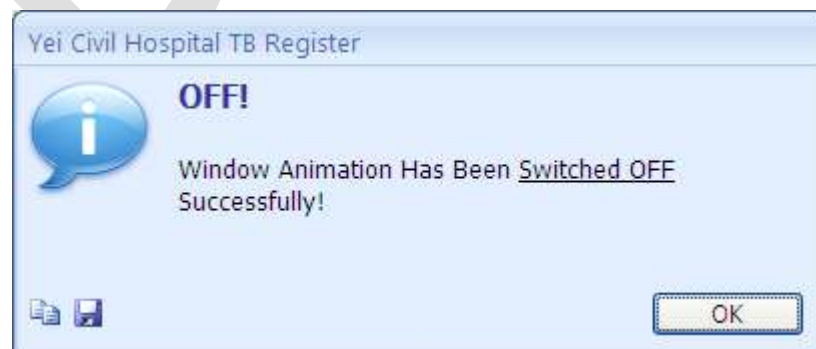 Yei Civil Hospital TB Register
OFF!
Window Animation Has Been Switched OFF
Successfully!
OK